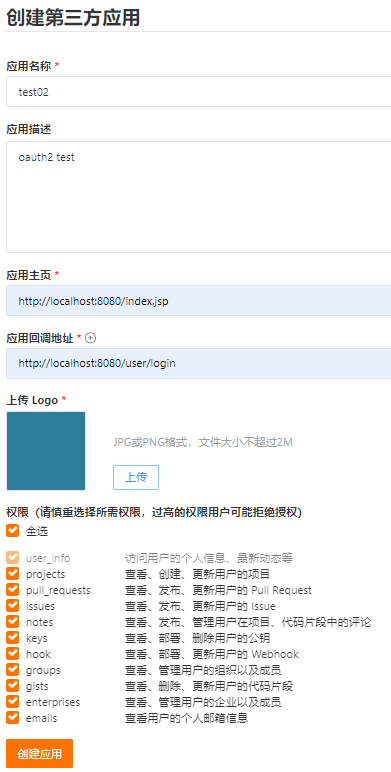 创建第三方应用
应用名称 *
test02
应用描述
oauth2 test
应用主页 *
http://localhost:8080/index.jsp
应用回调地址 *
http://localhost:8080/user/login
上传 Logo *
JPG或PNG格式，文件大小不超过2M
上传
权限（请慎重选择所需权限，过高的权限用户可能拒绝授权）
全选
user_info 访问用户的个人信息、最新动态等
projects 查看、创建、更新用户的项目
pull_requests 查看、发布、更新用户的 Pull Request
issues 查看、发布、更新用户的 Issue
notes 查看、发布、管理用户在项目、代码片段中的评论
keys 查看、部署、删除用户的公钥
hook 查看、部署、更新用户的 Webhook
groups 查看、管理用户的组织以及成员
gists 查看、删除、更新用户的代码片段
enterprises 查看、管理用户的企业以及成员
emails 查看用户的个人邮箱信息
创建应用